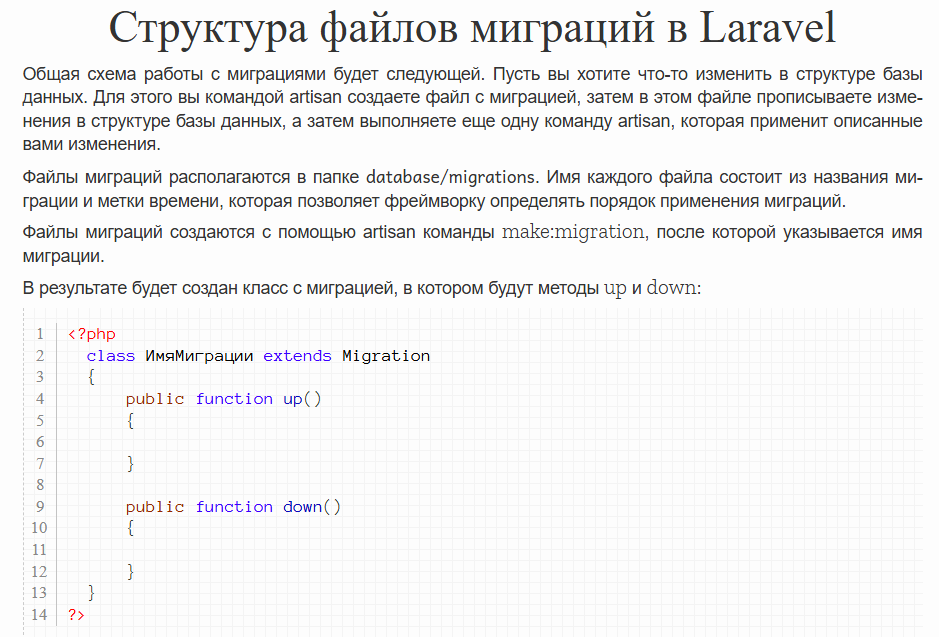 Структура файлов миграций в Laravel
Общая схема работы с миграциями будет следующей. Пусть вы хотите что-то изменить в структуре базы
данных. Для этого вы командой artisan создаете файл с миграцией, затем в этом файле прописываете изме-
нения в структуре базы данных, а затем выполняете еще одну команду artisan, которая применит описанные
вами изменения.
Файлы миграций располагаются в папке database/migrations. Имя каждого файла состоит из названия ми-
грации и метки времени, которая позволяет фреймворку определять порядок применения миграций.
Файлы миграций создаются с помощью artisan команды make:migration, после которой указывается имя
миграции.
В результате будет создан класс с миграцией, в котором будут методы up и down:
1 <?php
2 class ИмяМиграции extends Migration
3 {
4 public function up()
5 {
6
7 }
8
9 public function down()
10 {
11
12 }
13 }
14 ?>